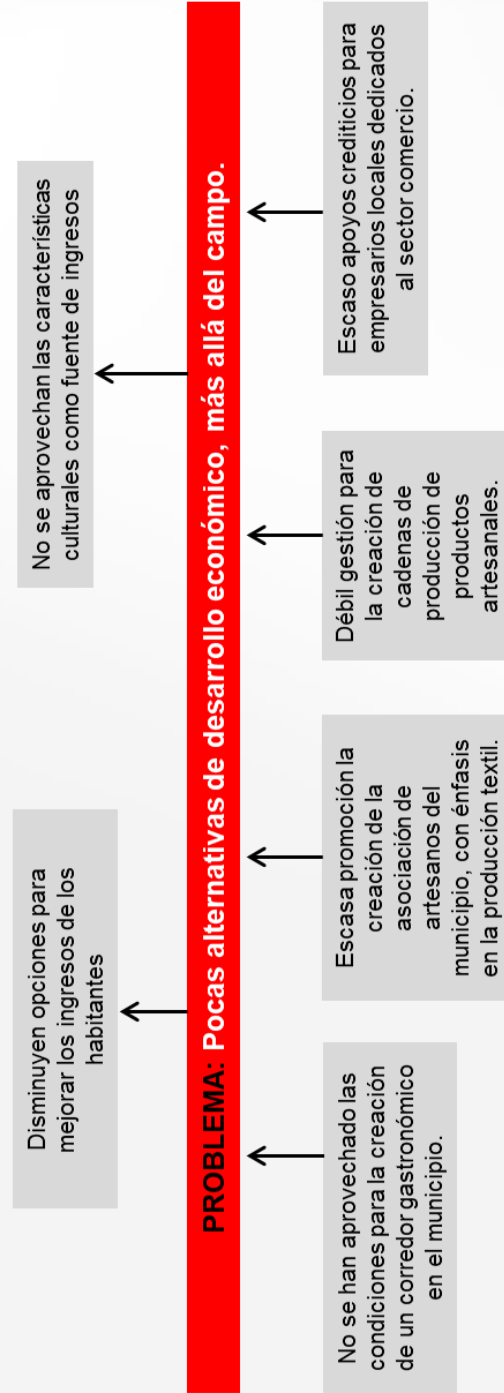 Disminuyen opciones para
mejorar los ingresos de los
habitantes
No se aprovechan las características
culturales como fuente de ingresos
PROBLEMA: Pocas alternativas de desarrollo económico, más allá del campo.
No se han aprovechado las
condiciones para la creación
de un corredor gastronómico
en el municipio.
Escasa promoción la
creación de la
asociación de
artesanos del
municipio, con énfasis
en la producción textil.
Débil gestión para
la creación de
cadenas de
producción de
productos
artesanales.
Escaso apoyos crediticios para
empresarios locales dedicados
al sector comercio.